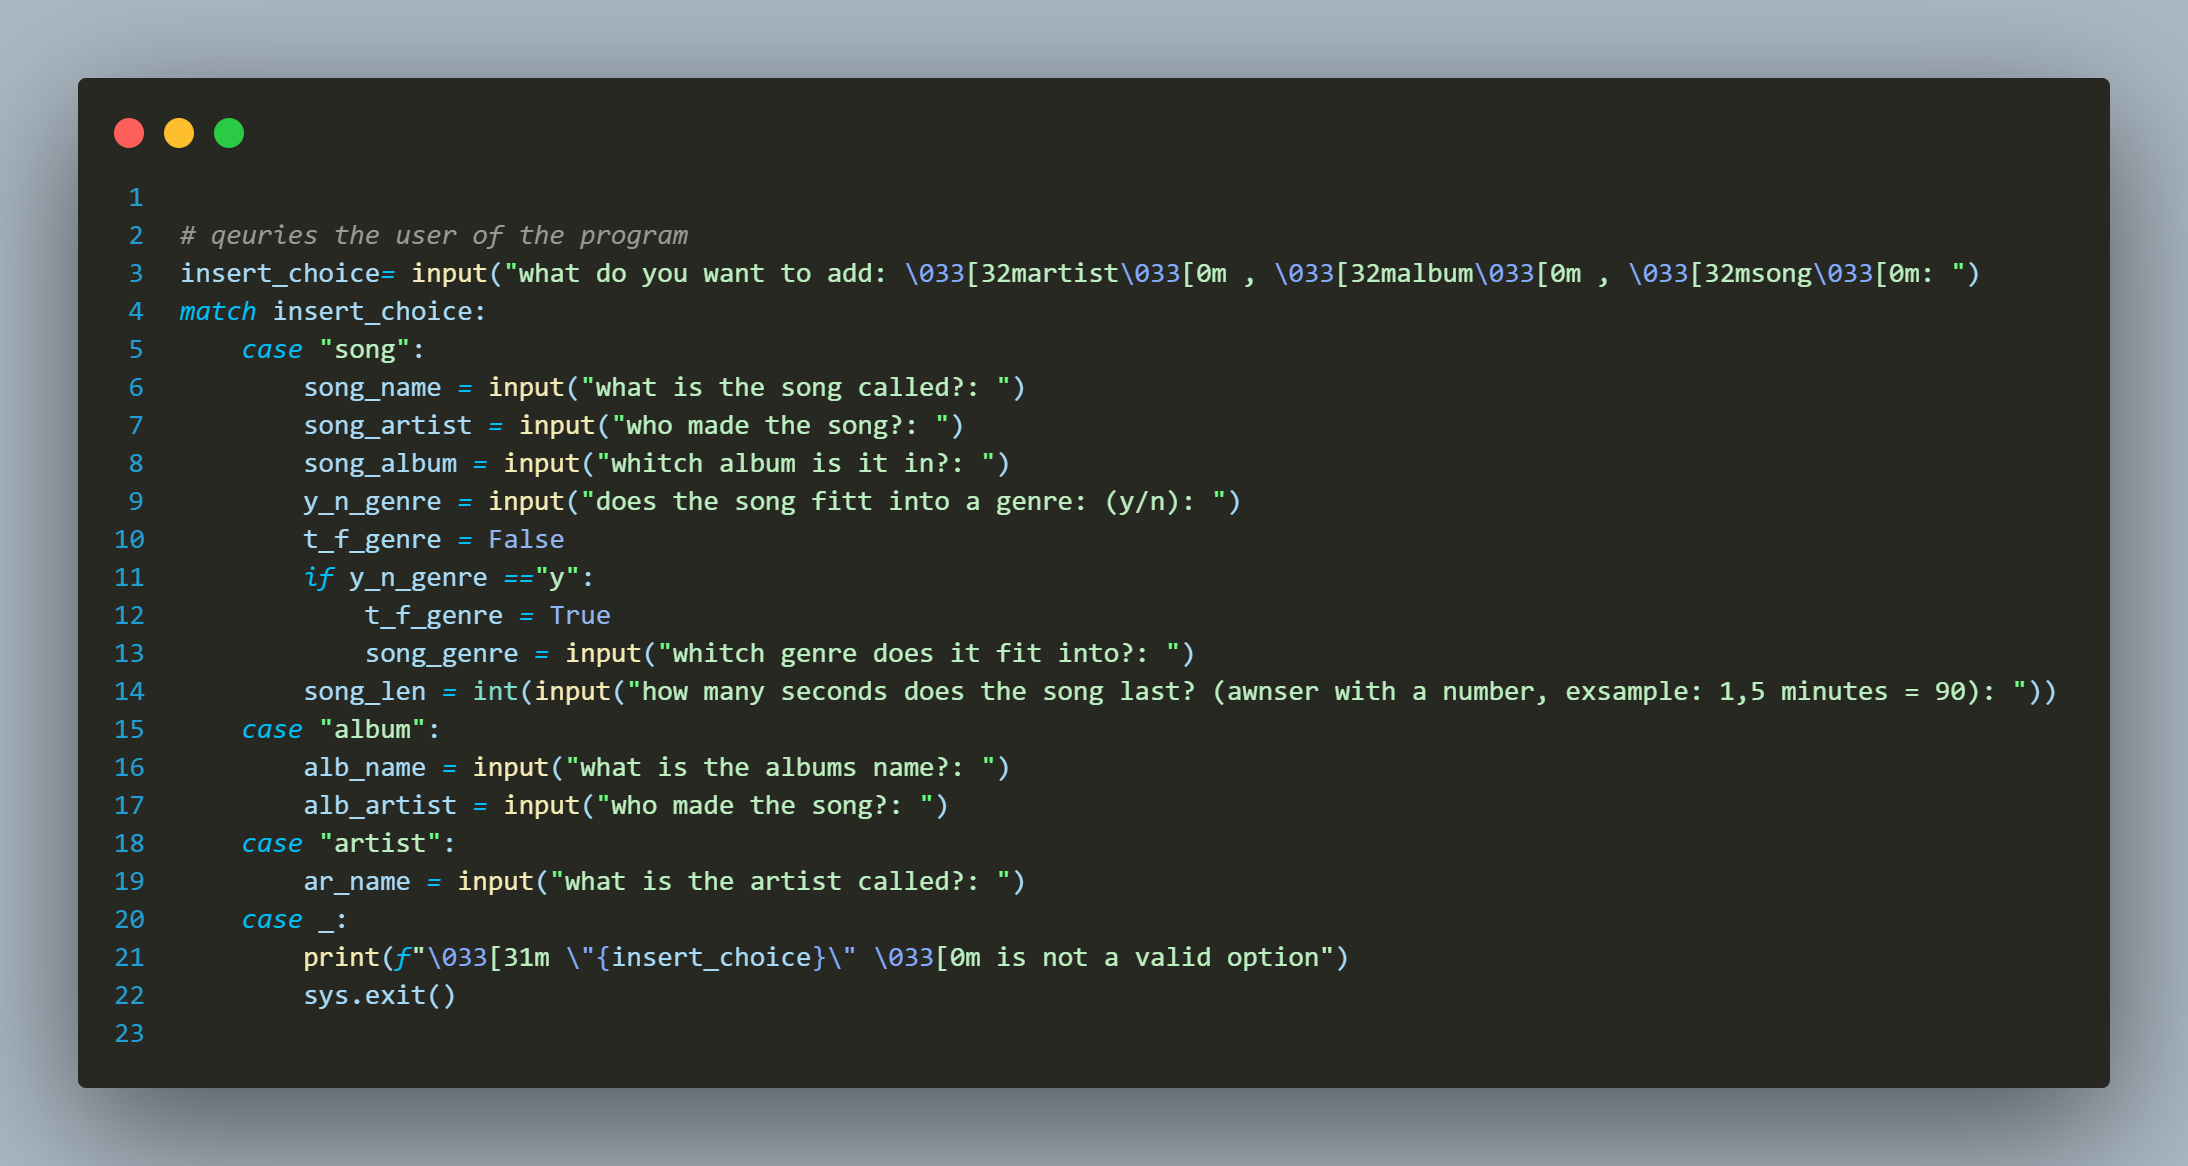 1
2 # qeuries the user of the program
3 insert_choice= input("what do you want to add: \033[32martist\033[0m , \033[32malbum\033[0m , \033[32msong\033[0m: ")
4 match insert_choice:
5     case "song":
6         song_name = input("what is the song called?: ")
7         song_artist = input("who made the song?: ")
8         song_album = input("whitch album is it in?: ")
9         y_n_genre = input("does the song fitt into a genre: (y/n): ")
10         t_f_genre = False
11         if y_n_genre =="y":
12             t_f_genre = True
13             song_genre = input("whitch genre does it fit into?: ")
14         song_len = int(input("how many seconds does the song last? (awnser with a number, exsample: 1,5 minutes = 90): "))
15     case "album":
16         alb_name = input("what is the albums name?: ")
17         alb_artist = input("who made the song?: ")
18     case "artist":
19         ar_name = input("what is the artist called?: ")
20     case _:
21         print(f"\033[31m \"{insert_choice}\" \033[0m is not a valid option")
22         sys.exit()
23